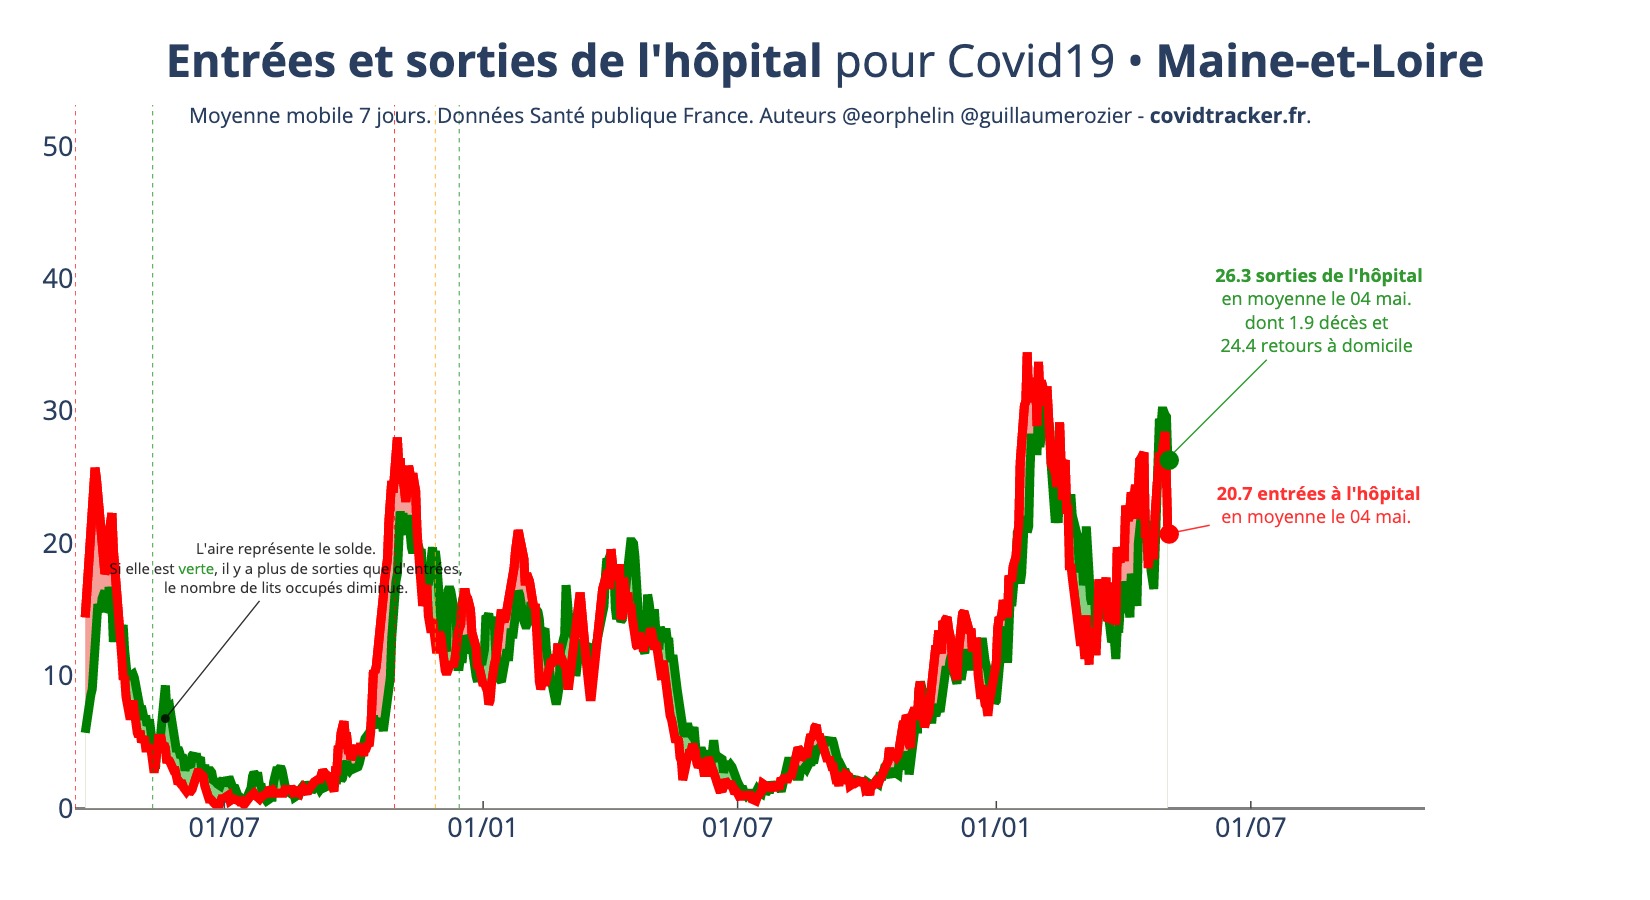 Entrées et sorties de l'hôpital pour Covid19 • Maine-et-Loire
Moyenne mobile 7 jours. Données Santé publique France. Auteurs @eorphelin @guillaumerozier - covidtracker.fr.
50
40
30
20
10
0
26.3 sorties de l'hôpital
en moyenne le 04 mai.
dont 1.9 décès et
24.4 retours à domicile
20.7 entrées à l'hôpital
en moyenne le 04 mai.
L'aire représente le solde.
Si elle est verte, il y a plus de sorties que d'entrées,
le nombre de lits occupés diminue.
01/07
01/01
01/07
01/01
01/07